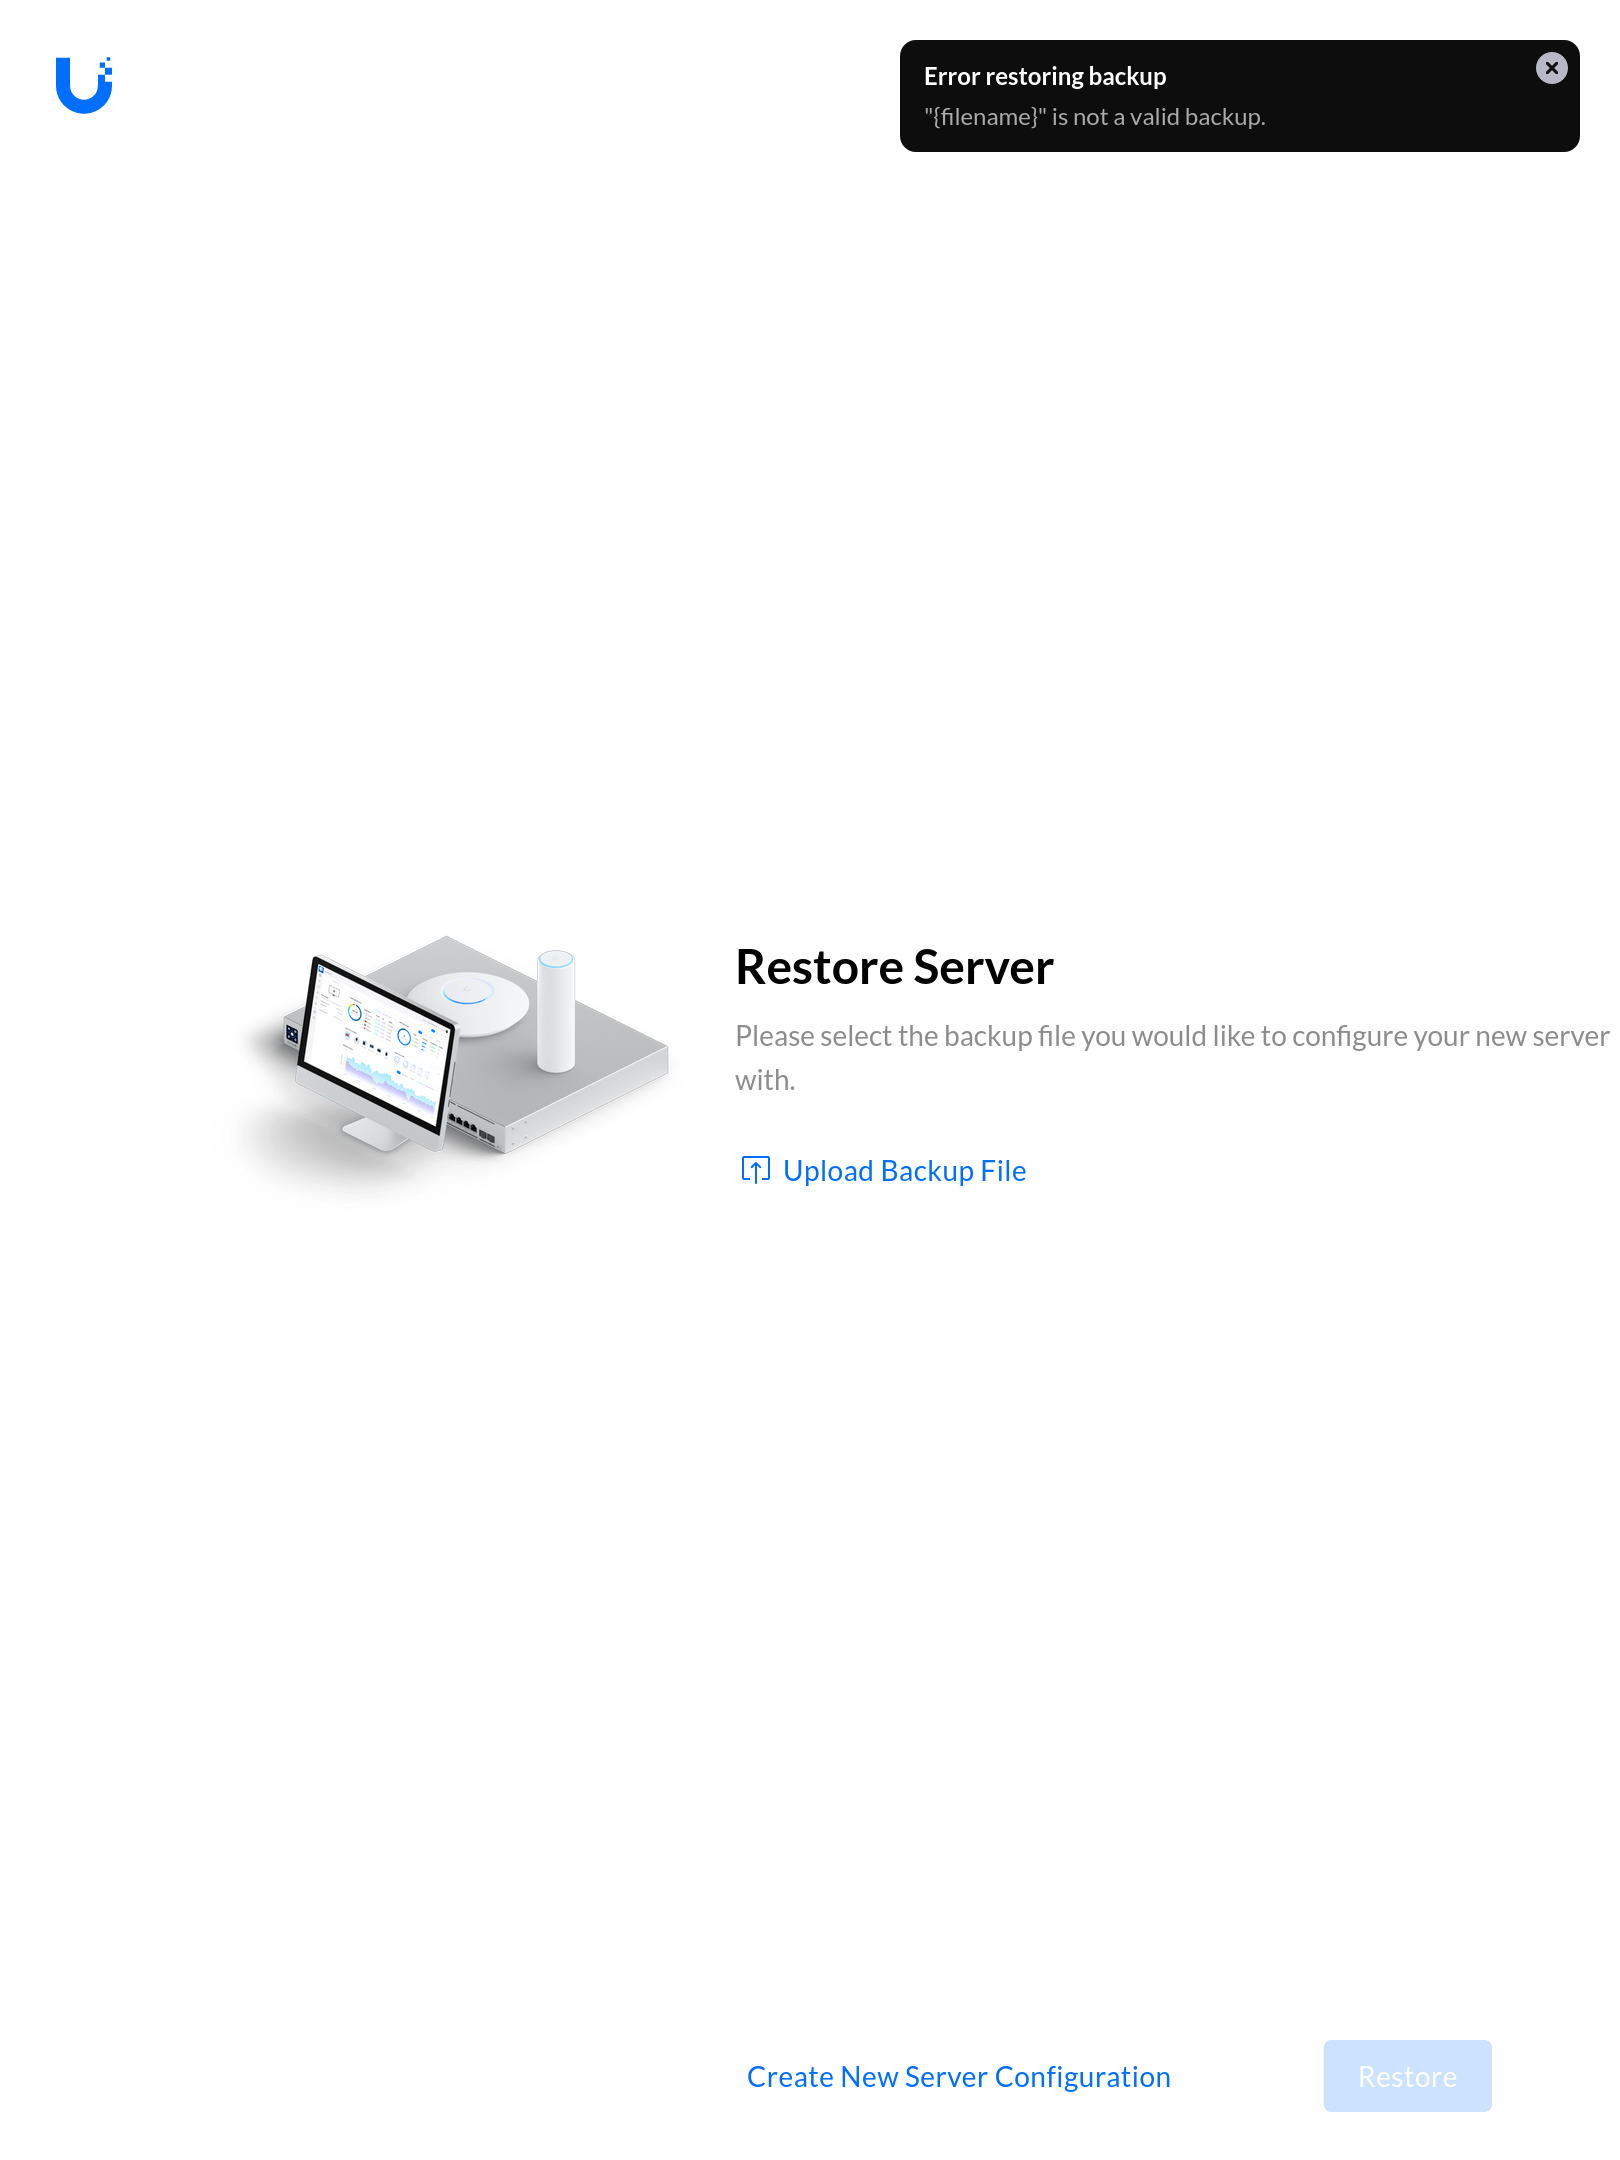 Error restoring backup
"{filename}" is not a valid backup.
Restore Server
Please select the backup file you would like to configure your new server
with.
Upload Backup File
Create New Server Configuration
Restore